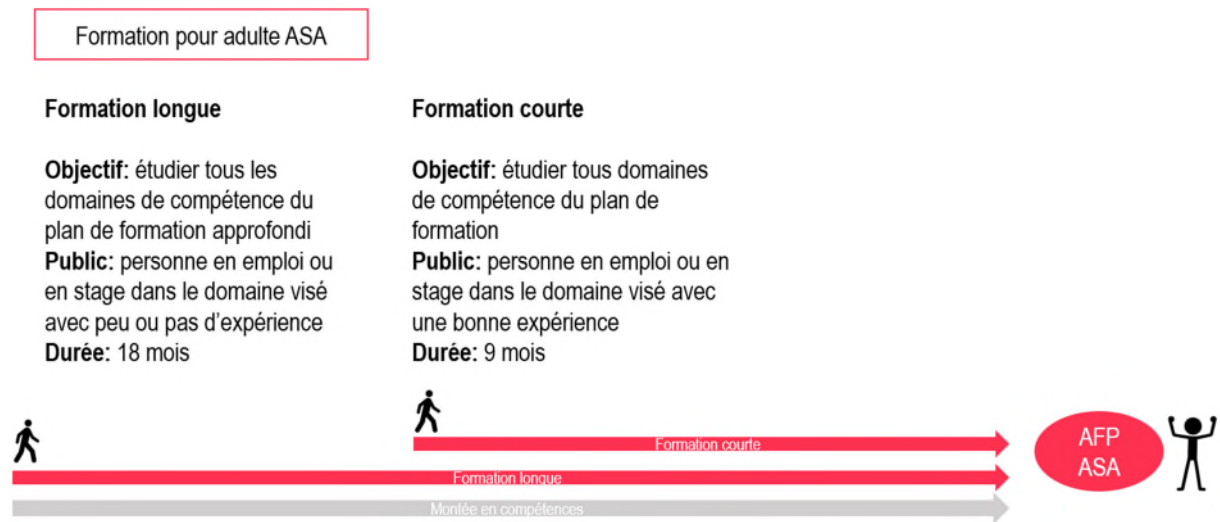 Formation pour adulte ASA
Formation longue
Objectif: étudier tous les
domaines de compétence du
plan de formation approfondi
Public: personne en emploi ou
en stage dans le domaine visé
avec peu ou pas d'expérience
Durée: 18 mois
Formation courte
Objectif: étudier tous domaines
de compétence du plan de
formation
Public: personne en emploi ou en
stage dans le domaine visé avec
une bonne expérience
Durée: 9 mois
Formation courte
Formation longue
Montée en compétences
AFP
ASA